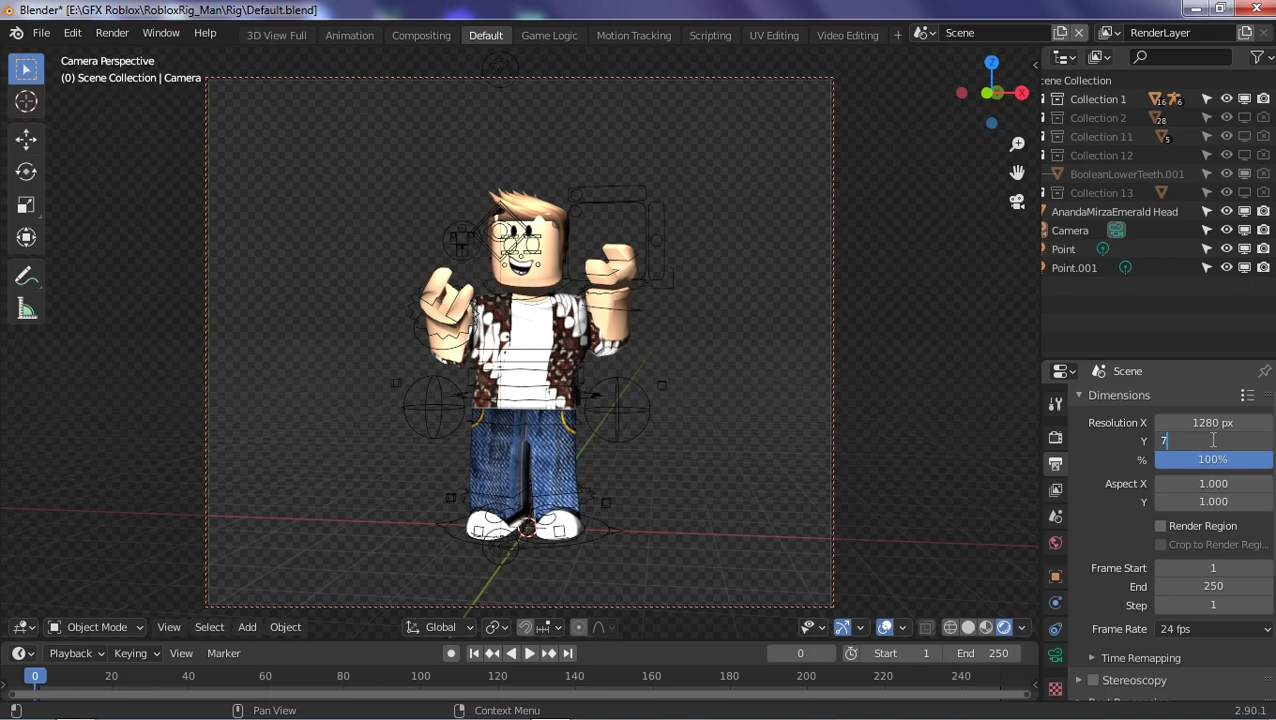 Blender* [E:\GFX Roblox\RobloxRig_Man\Rig\Default.blend]
File Edit Render Window Help 3D View Full Animation Compositing Default Game Logic Motion Tracking Scripting UV Editing Video Editing + Scene RenderLayer
Camera Perspective
(0) Scene Collection | Camera
Z
X
cene Collection
Collection 1 16 6
Collection 2 28
Collection 11 5
Collection 12
BooleanLowerTeeth.001
Collection 13
AnandaMirzaEmerald Head
Camera
Point
Point.001
Scene
Dimensions
Resolution X 1280 px
Y 7
% 100%
Aspect X 1.000
Y 1.000
Render Region
Crop to Render Regi...
Frame Start 1
End 250
Step 1
Frame Rate 24 fps
Time Remapping
Stereoscopy
Object Mode View Select Add Object Global
Playback Keying View Marker 0 Start 1 End 250
0 20 40 60 80 100 120 140 160 180 200 220 240
Pan View Context Menu 2.90.1